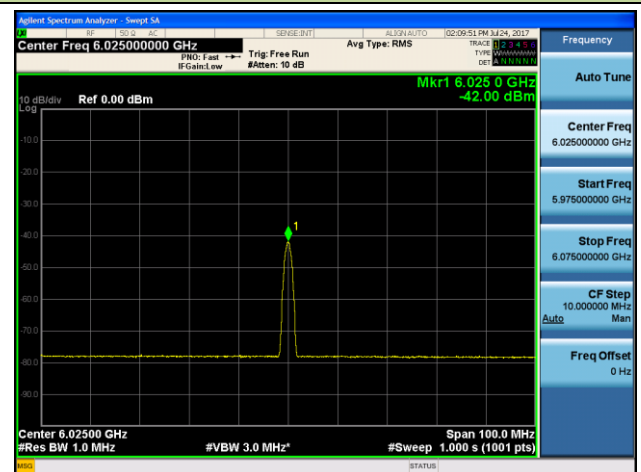 Agilent Spectrum Analyzer - Swept SA
RF 50 Ω AC SENSE:INT ALIGN AUTO 02:09:51 PM Jul 24, 2017
Center Freq 6.025000000 GHz
PNO: Fast
IFGain:Low
Trig: Free Run
#Atten: 10 dB
Avg Type: RMS
TRACE 1 2 3 4 5 6
TYPE
DET A N N N N N
Mkr1 6.025 0 GHz
-42.00 dBm
10 dB/div Ref 0.00 dBm
Log
-10.0
-20.0
-30.0
-40.0
-50.0
-60.0
-70.0
-80.0
-90.0
1
Center 6.02500 GHz Span 100.0 MHz
#Res BW 1.0 MHz #VBW 3.0 MHz* #Sweep 1.000 s (1001 pts)
MSG STATUS
Frequency
Auto Tune
Center Freq
6.025000000 GHz
Start Freq
5.975000000 GHz
Stop Freq
6.075000000 GHz
CF Step
10.000000 MHz
Auto Man
Freq Offset
0 Hz